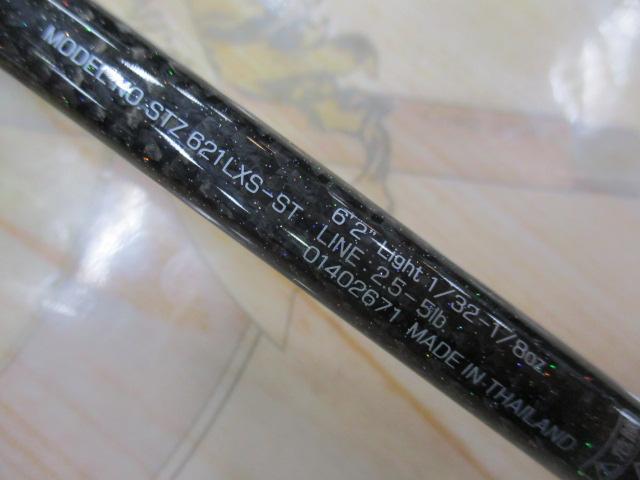 MODEL NO.STZ 621LXS-ST
6'2" Light 1/32-1/8oz
LINE 2.5-5lb
01402671 MADE IN THAILAND